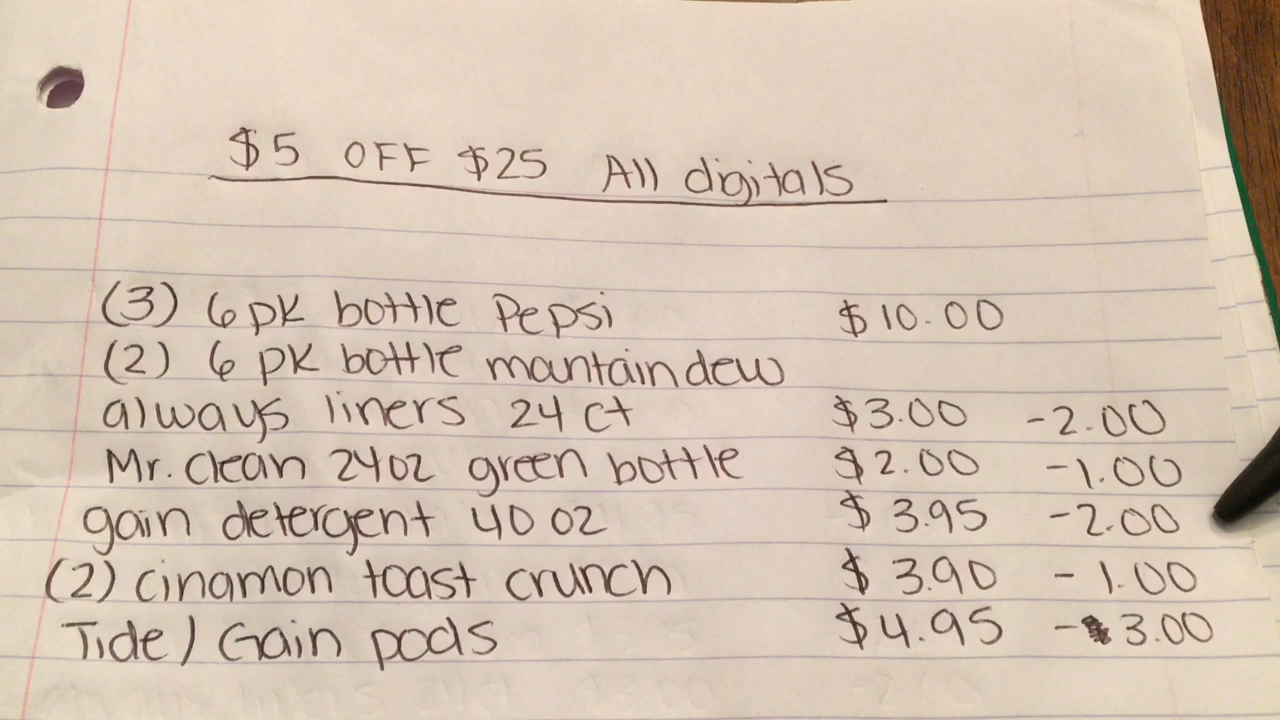 $5 OFF $25 All digitals
(3) 6pk bottle Pepsi $10.00
(2) 6 pk bottle mantaindew
always liners 24 ct $3.00 -2.00
Mr. Clean 24oz green bottle $2.00 -1.00
gain detergent 40 oz $3.95 -2.00
(2) cinamon toast crunch $3.90 -1.00
Tide/Gain pods $4.95 -3.00